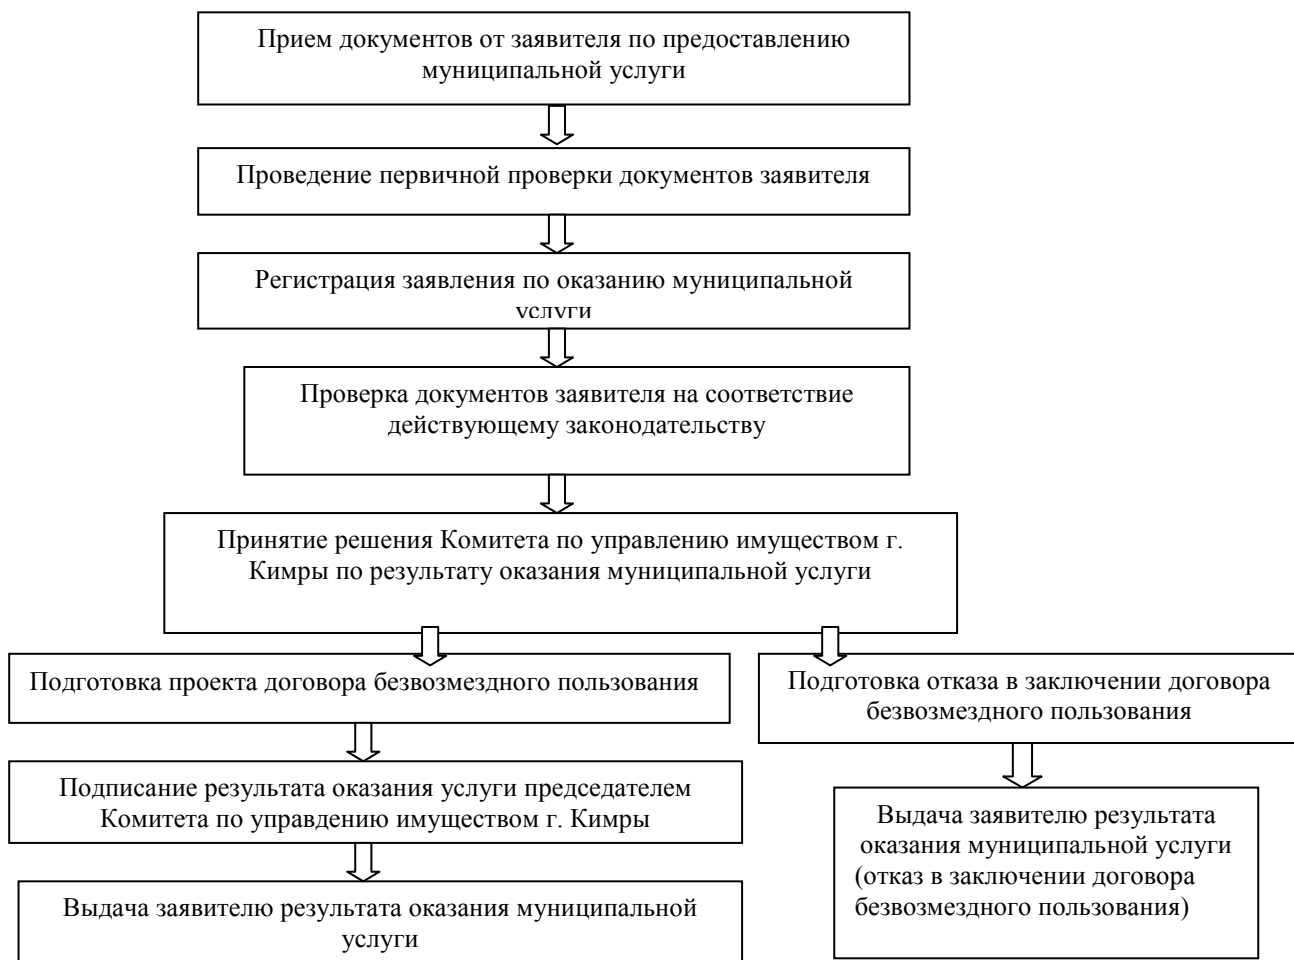 Прием документов от заявителя по предоставлению
муниципальной услуги
Проведение первичной проверки документов заявителя
Регистрация заявления по оказанию муниципальной
услуги
Проверка документов заявителя на соответствие
действующему законодательству
Принятие решения Комитета по управлению имуществом г.
Кимры по результату оказания муниципальной услуги
Подготовка проекта договора безвозмездного пользования
Подготовка отказа в заключении договора
безвозмездного пользования
Подписание результата оказания услуги председателем
Комитета по управдению имуществом г. Кимры
Выдача заявителю результата
оказания муниципальной услуги
(отказ в заключении договора
безвозмездного пользования)
Выдача заявителю результата оказания муниципальной
услуги